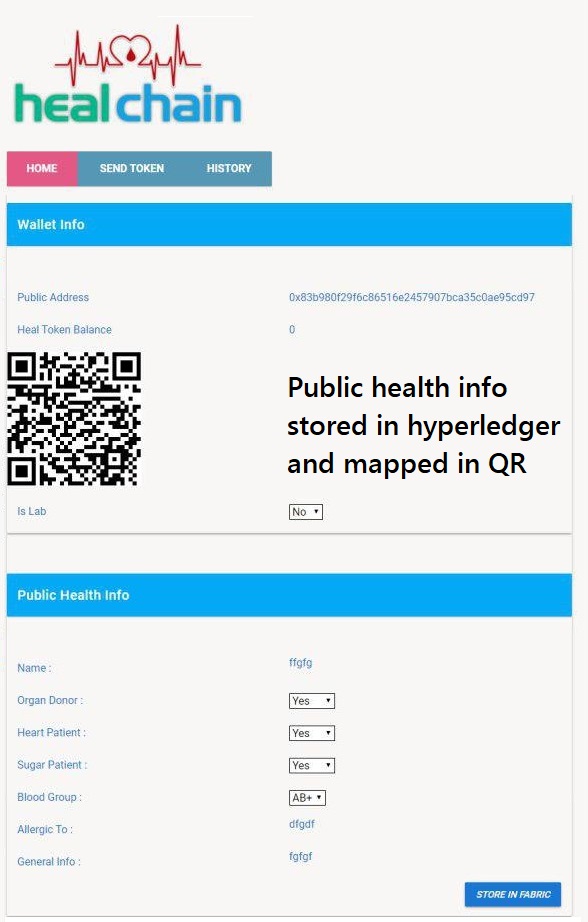 healchain
HOME SEND TOKEN HISTORY
Wallet Info
Public Address 0x83b980f29f6c86516e2457907bca35c0ae95cd97
Heal Token Balance 0
Public health info
stored in hyperledger
and mapped in QR
Is Lab No
Public Health Info
Name : ffgfg
Organ Donor : Yes
Heart Patient : Yes
Sugar Patient : Yes
Blood Group : AB+
Allergic To : dfgdf
General Info : fgfgf
STORE IN FABRIC